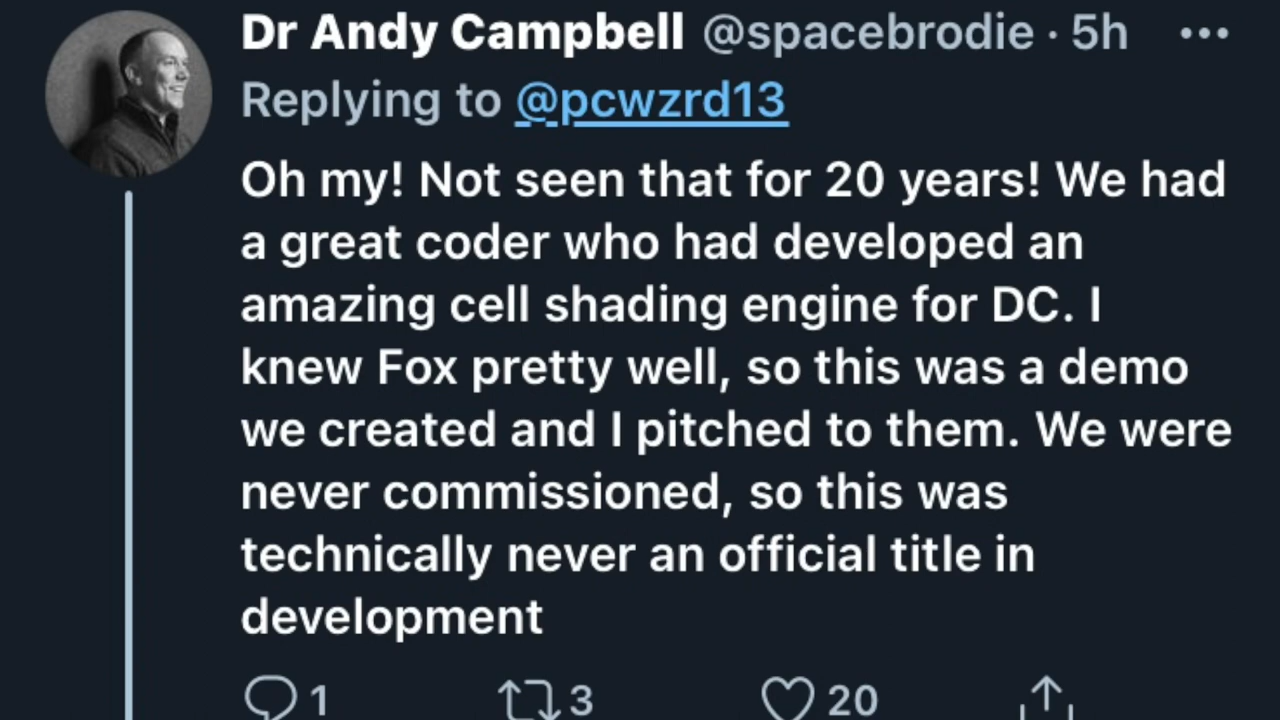 Dr Andy Campbell @spacebrodie · 5h ...
Replying to @pcwzrd13
Oh my! Not seen that for 20 years! We had
a great coder who had developed an
amazing cell shading engine for DC. I
knew Fox pretty well, so this was a demo
we created and I pitched to them. We were
never commissioned, so this was
technically never an official title in
development
1 3 20